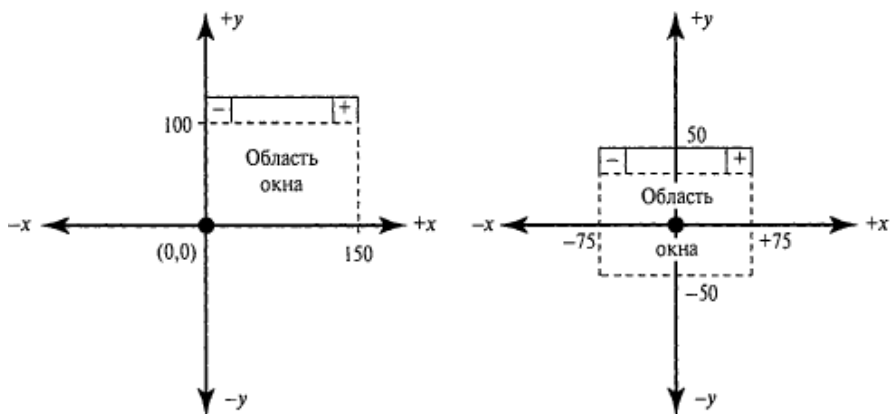 +y
– +
100
Область
окна
–x
+x
(0,0)
150
–y
+y
50
– +
Область
–x
+x
–75
окна
+75
–50
–y